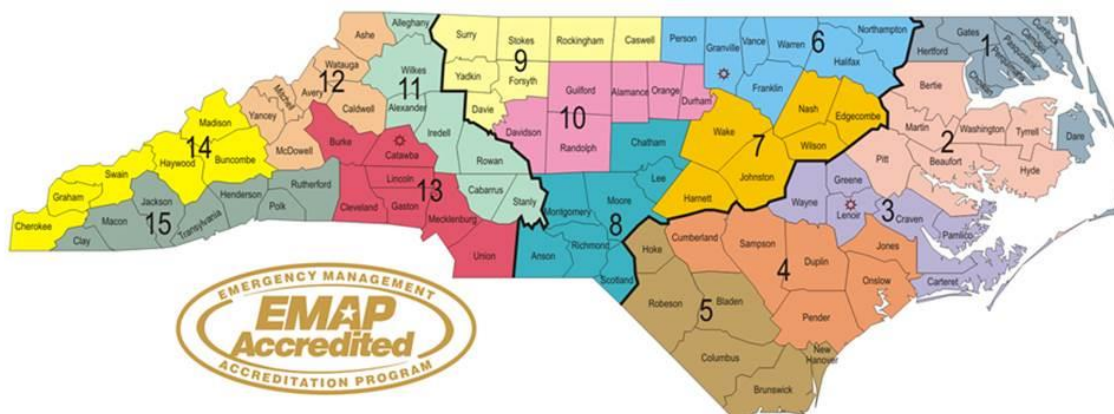 Alleghany
Ashe
Surry
Stokes
Rockingham
Caswell
Person
Granville
Vance
Warren
Northampton
6
Halifax
Hertford
Gates
1
Currituck
Camden
Pasquotank
Perquimans
Chowan
Watauga
12
Wilkes
11
9
Yadkin
Forsyth
Davie
Guilford
Alamance
Orange
Durham
Franklin
Nash
Edgecombe
Bertie
Martin
Washington
Tyrrell
Dare
2
Mitchell
Avery
Caldwell
Alexander
Yancey
McDowell
Iredell
Davidson
10
Randolph
Chatham
Wake
7
Wilson
Pitt
Beaufort
Hyde
Madison
14
Haywood
Buncombe
Burke
Catawba
Rowan
Lee
Johnston
Greene
Swain
Graham
Cherokee
Jackson
15
Macon
Clay
Transylvania
Henderson
Polk
Rutherford
Cleveland
Lincoln
13
Gaston
Mecklenburg
Cabarrus
Stanly
Union
Montgomery
Moore
8
Harnett
Wayne
Lenoir
3
Craven
Pamlico
Carteret
Anson
Richmond
Scotland
Hoke
Cumberland
Sampson
4
Duplin
Jones
Onslow
Robeson
Bladen
5
Pender
Columbus
New
Hanover
Brunswick
EMERGENCY MANAGEMENT
EMAP
Accredited
ACCREDITATION PROGRAM